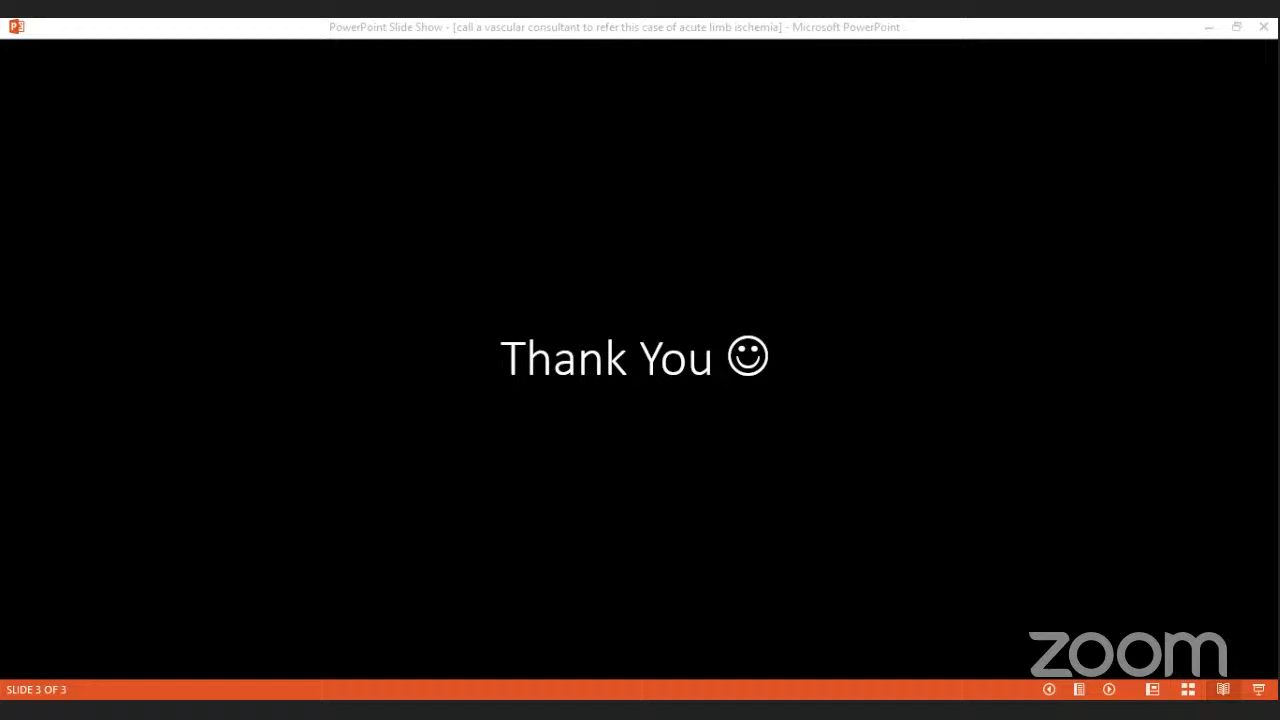 PowerPoint Slide Show - [call a vascular consultant to refer this case of acute limb ischemia] - Microsoft PowerPoint
Thank You ☺
zoom
SLIDE 3 OF 3